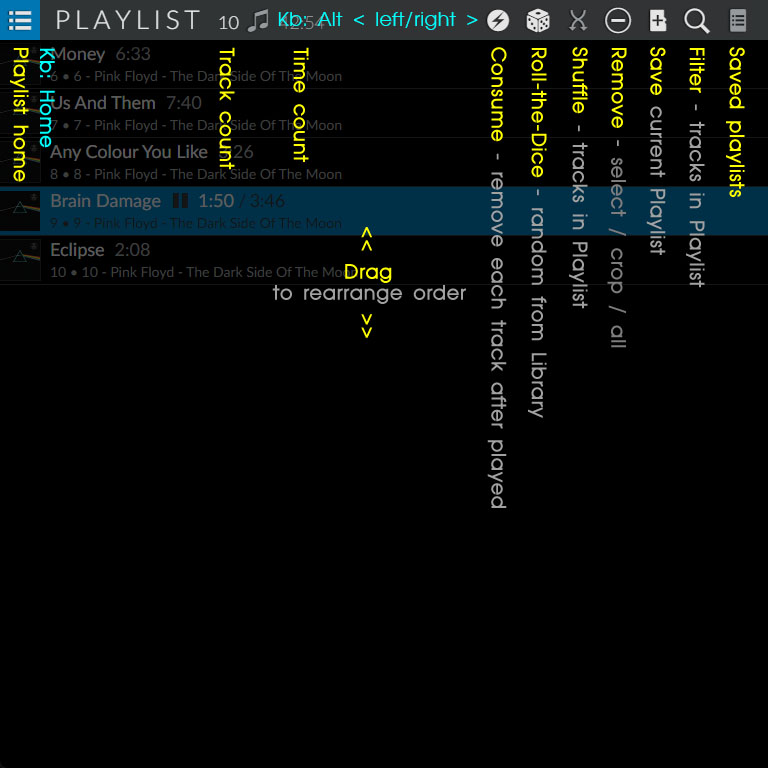 PLAYLIST 10 42:54 Kb: Alt < left/right >
Playlist home
Kb: Home
Track count
Time count
Consume - remove each track after played
Roll-the-Dice - random from Library
Shuffle - tracks in Playlist
Remove - select / crop / all
Save current Playlist
Filter - tracks in Playlist
Saved playlists
Money 6:33
6 • 6 - Pink Floyd - The Dark Side Of The Moon
Us And Them 7:40
7 • 7 - Pink Floyd - The Dark Side Of The Moon
Any Colour You Like :26
8 • 8 - Pink Floyd - The Dark Side Of The Moon
Brain Damage 1:50 / 3:46
9 • 9 - Pink Floyd - The Dark Side Of The Moon
Eclipse 2:08
10 • 10 - Pink Floyd - The Dark Side Of The Moon
Drag
to rearrange order